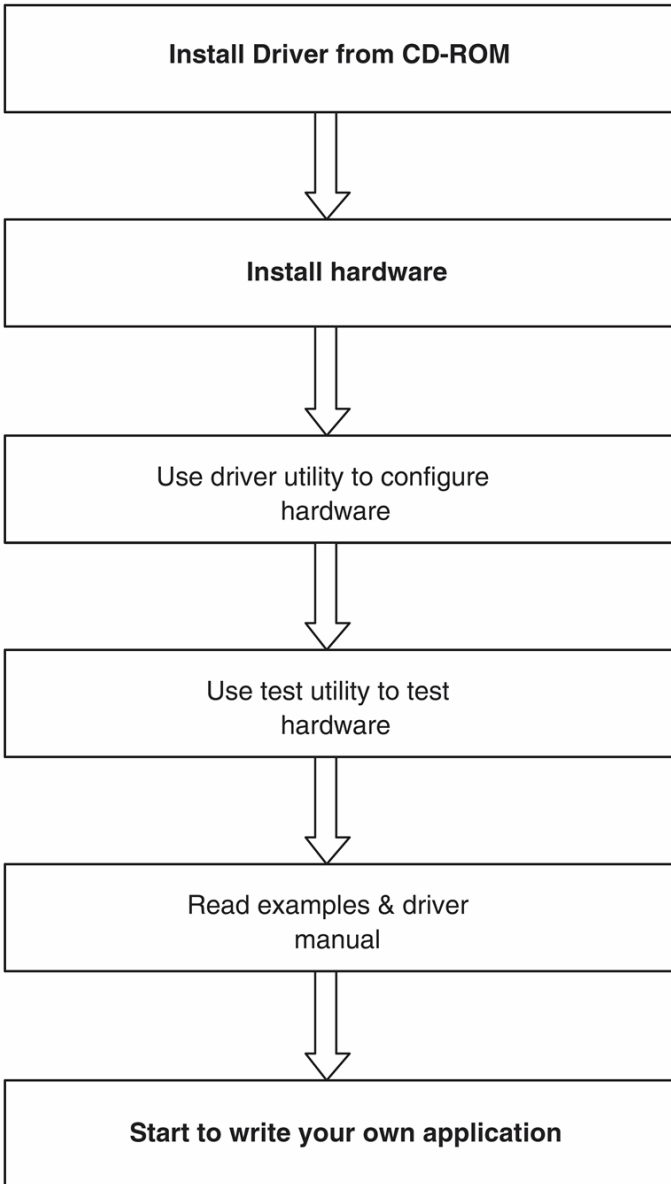 Install Driver from CD-ROM
Install hardware
Use driver utility to configure
hardware
Use test utility to test
hardware
Read examples & driver
manual
Start to write your own application